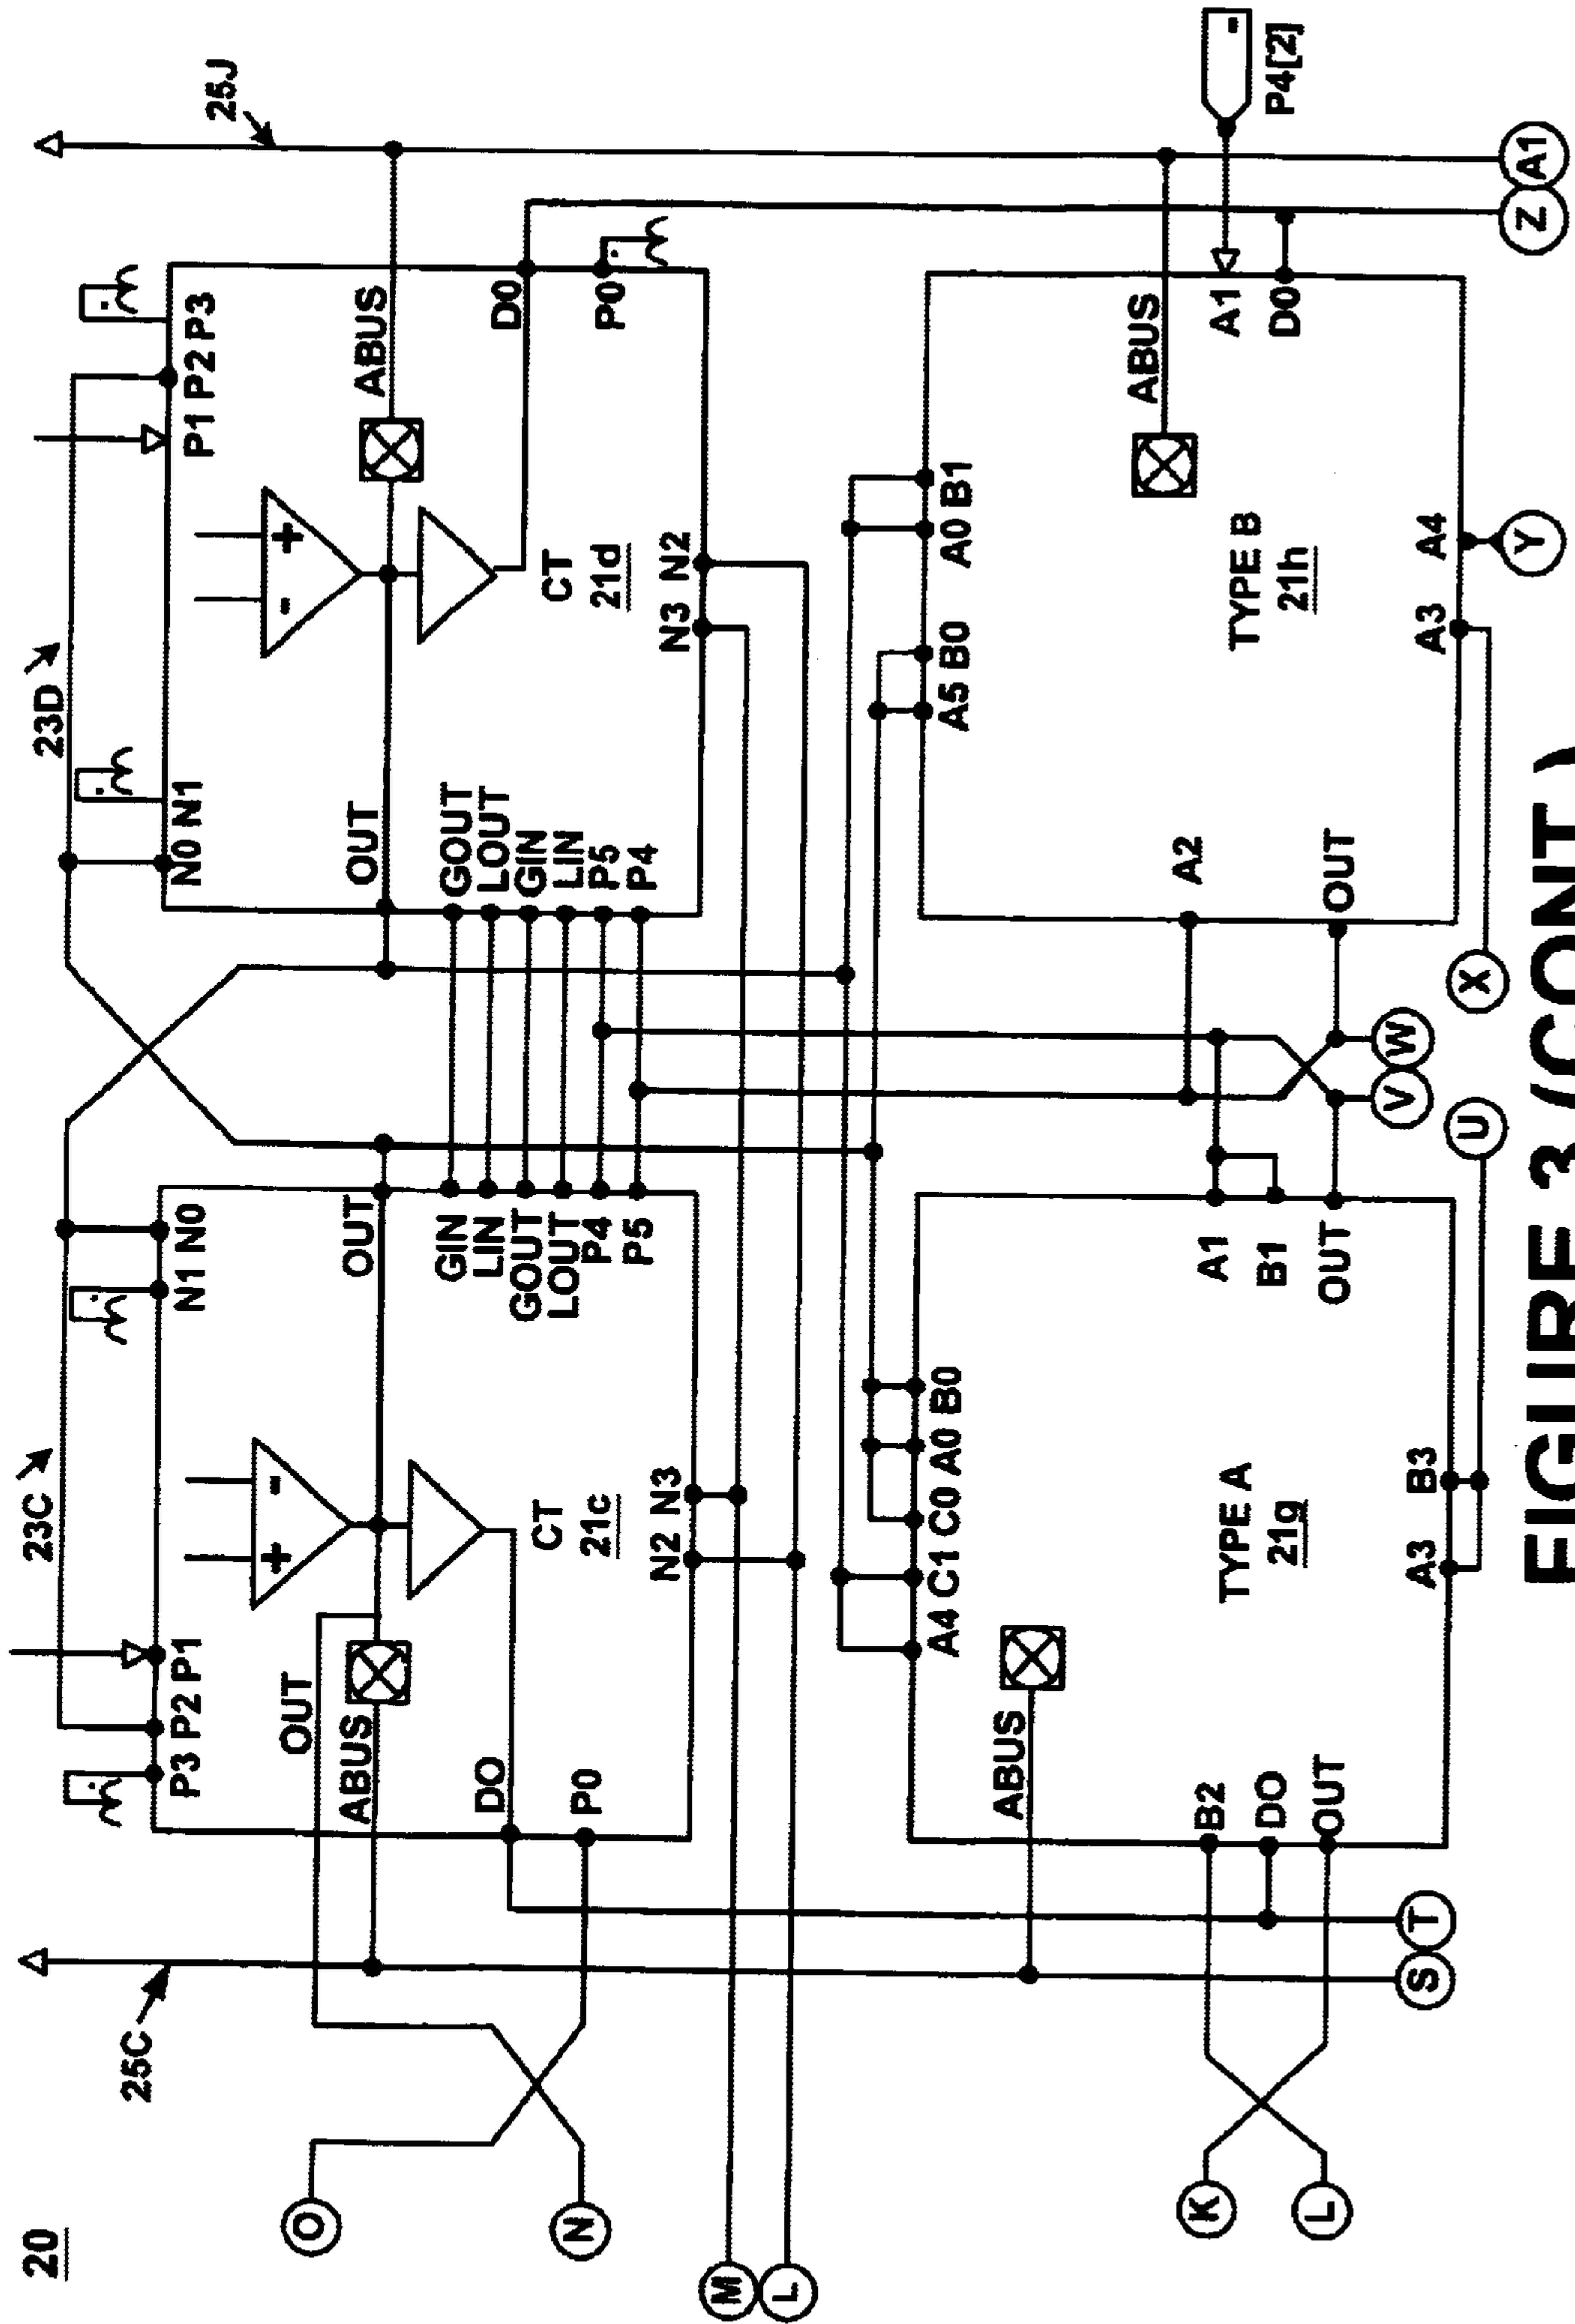 20
25C
23C
23D
25J
P3 P2 P1
N1 N0
N0 N1
P1 P2 P3
O
OUT
OUT
OUT
ABUS
ABUS
GIN
LIN
GOUT
LOUT
P4
P5
GOUT
LOUT
GIN
LIN
P5
P4
DO
P0
D0
P0
N
CT
21c
CT
21d
N2 N3
N3 N2
M
L
A4 C1 C0 A0 B0
A5 B0
A0 B1
ABUS
ABUS
B2
DO
OUT
A1
B1
OUT
A2
OUT
A1
D0
P4[2]
K
L
TYPE A
21g
TYPE B
21h
A3
B3
A3
A4
S
T
U
V
W
X
Y
Z
A1
FIGURE 3 (CONT.)